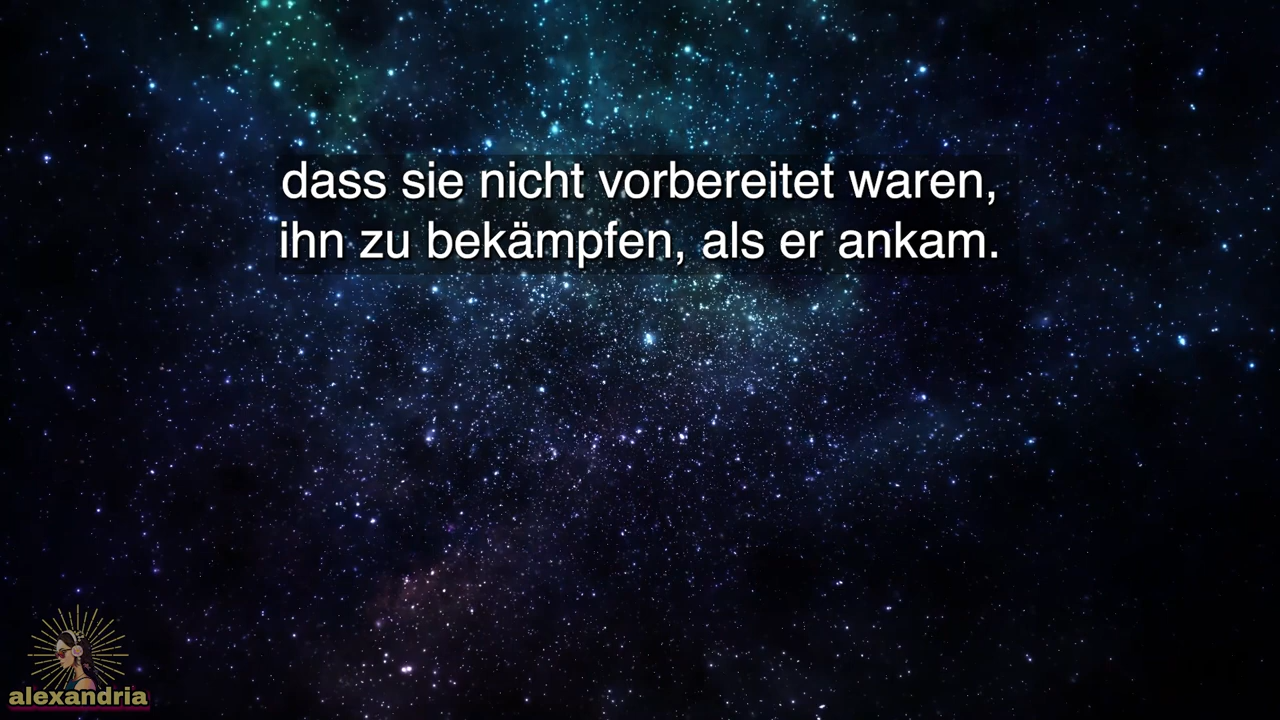 dass sie nicht vorbereitet waren,
ihn zu bekämpfen, als er ankam.
alexandria